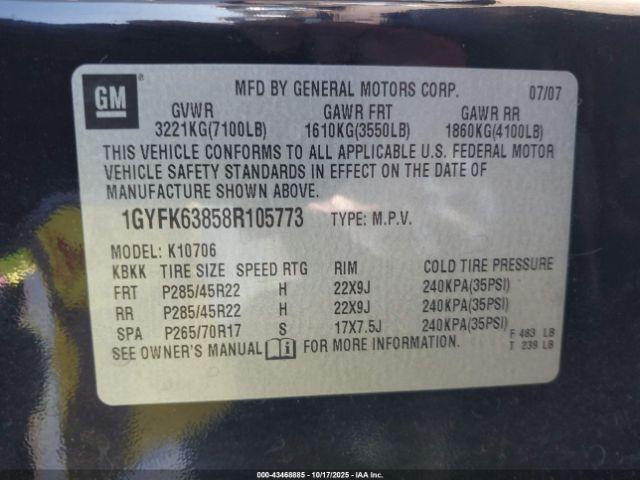 GM
MFD BY GENERAL MOTORS CORP. 07/07
GVWR GAWR FRT GAWR RR
3221KG(7100LB) 1610KG(3550LB) 1860KG(4100LB)
THIS VEHICLE CONFORMS TO ALL APPLICABLE U.S. FEDERAL MOTOR
VEHICLE SAFETY STANDARDS IN EFFECT ON THE DATE OF
MANUFACTURE SHOWN ABOVE.
1GYFK63858R105773 TYPE: M.P.V.
MODEL: K10706
KBKK TIRE SIZE SPEED RTG RIM COLD TIRE PRESSURE
FRT P285/45R22 H 22X9J 240KPA(35PSI)
RR P285/45R22 H 22X9J 240KPA(35PSI)
SPA P265/70R17 S 17X7.5J 240KPA(35PSI) F 483 LB
SEE OWNER'S MANUAL FOR MORE INFORMATION. T 239 LB
000-43468885 - 10/17/2025 - IAA, Inc.